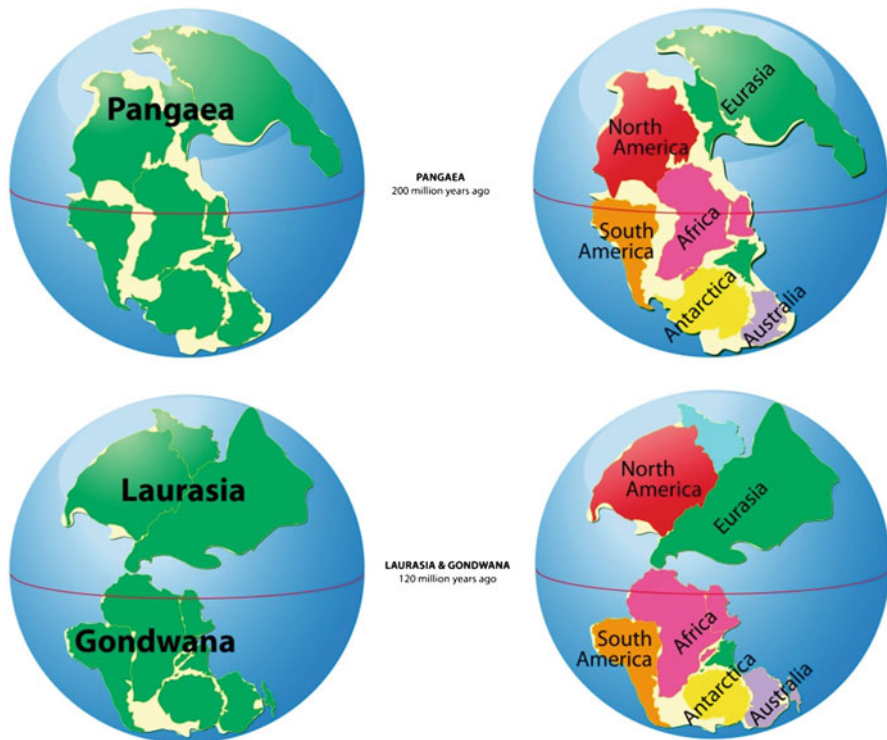 Pangaea
PANGAEA
200 million years ago
North
America
Eurasia
South
America
Africa
Antarctica
Australia
Laurasia
Gondwana
LAURASIA & GONDWANA
120 million years ago
North
America
Eurasia
South
America
Africa
Antarctica
Australia